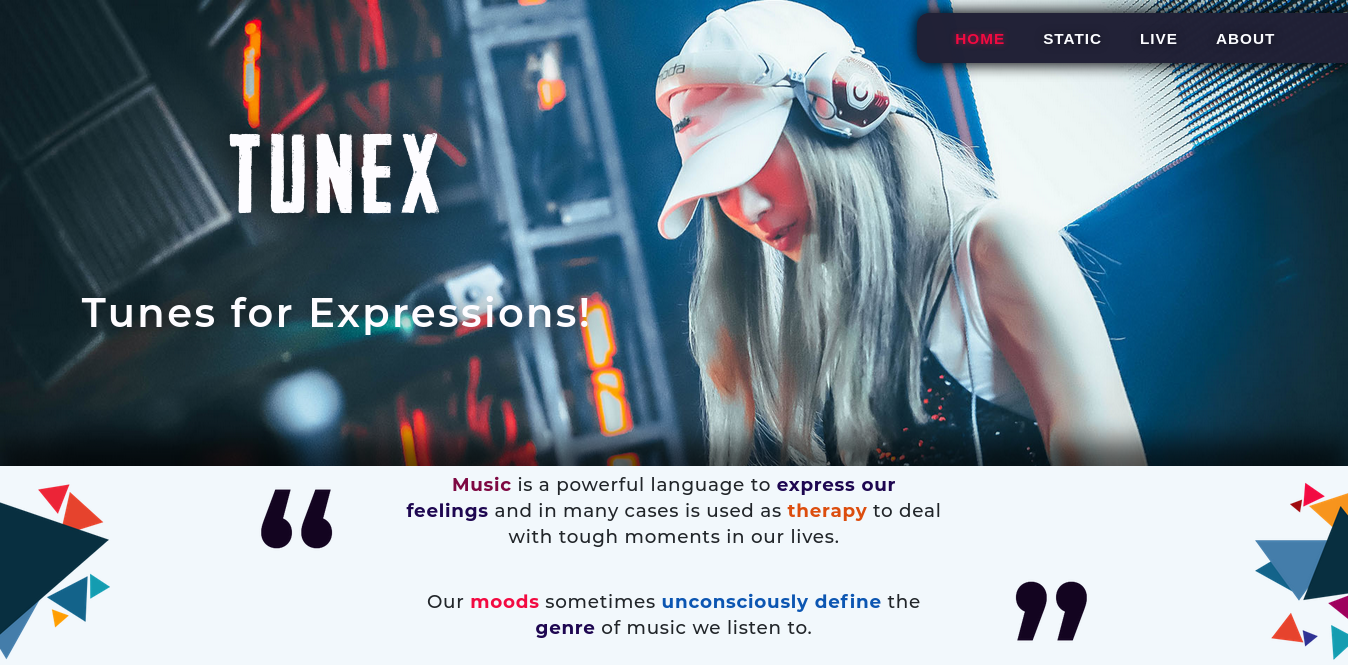 HOME STATIC LIVE ABOUT
TUNEX
Tunes for Expressions!
Music is a powerful language to express our
feelings and in many cases is used as therapy to deal
with tough moments in our lives.
Our moods sometimes unconsciously define the
genre of music we listen to.